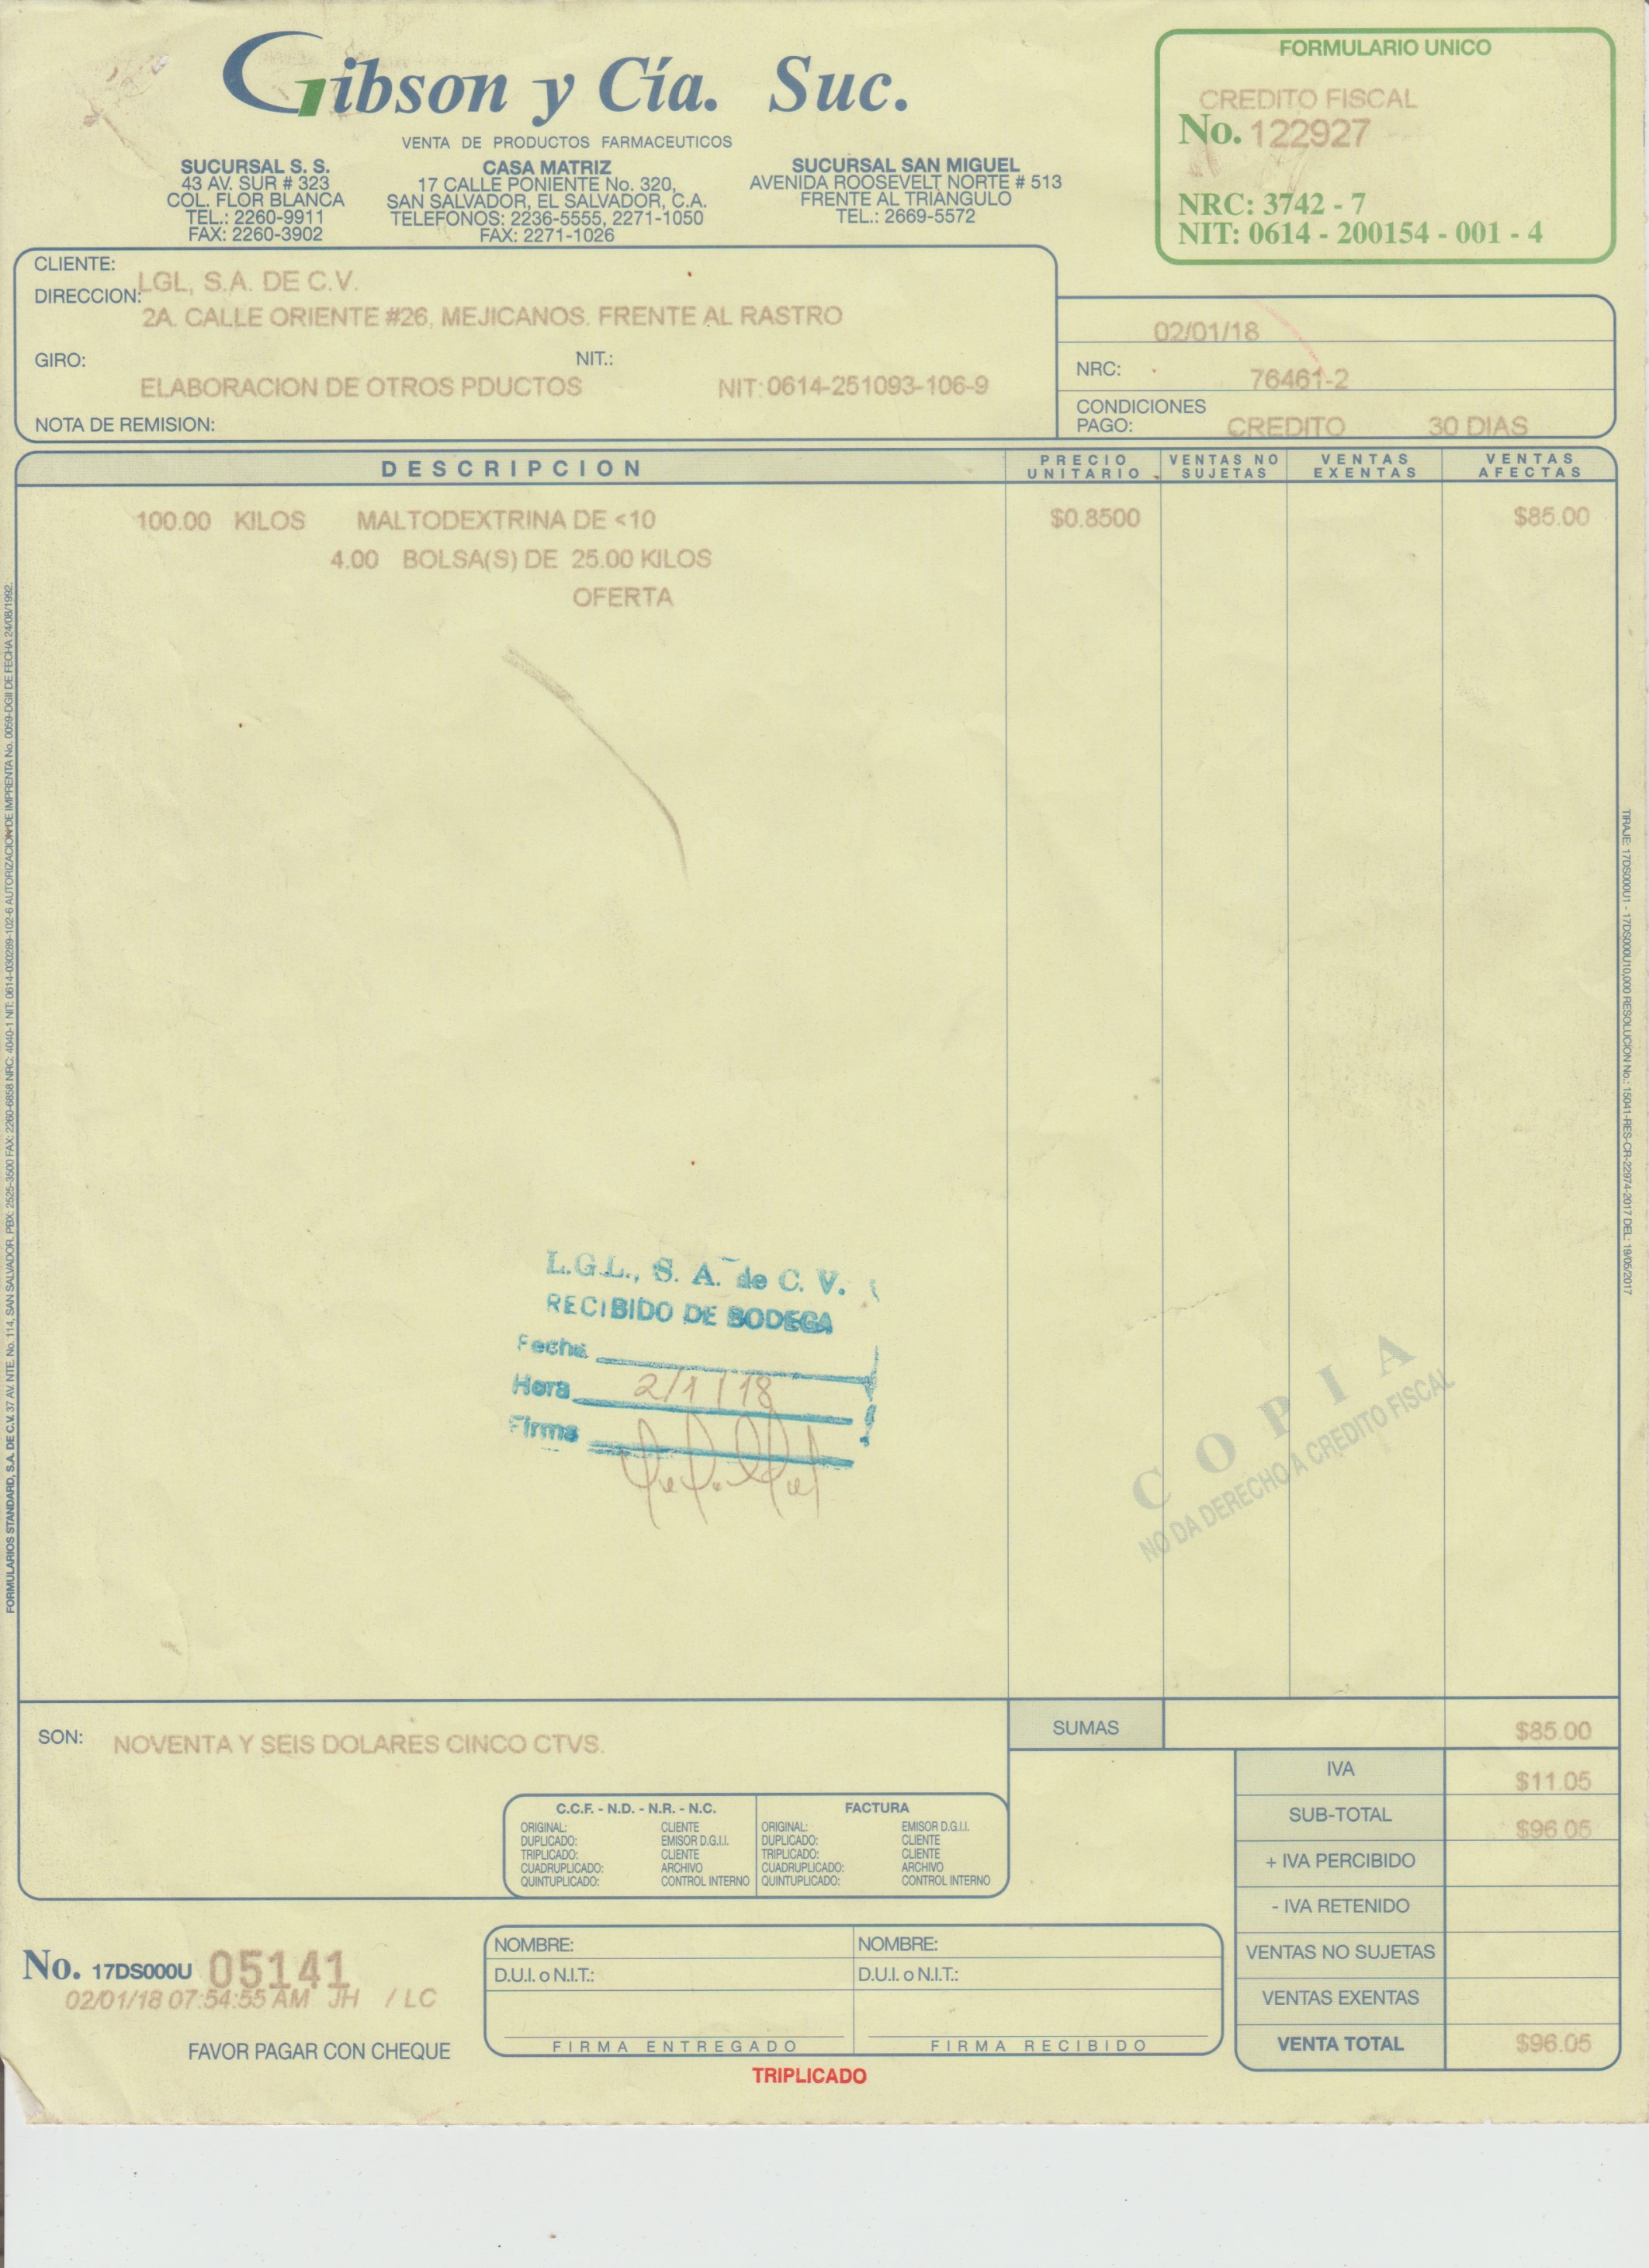 Gibson y Cía. Suc.
VENTA DE PRODUCTOS FARMACEUTICOS
SUCURSAL S. S.
43 AV. SUR # 323
COL. FLOR BLANCA
TEL.: 2260-9911
FAX: 2260-3902
CASA MATRIZ
17 CALLE PONIENTE No. 320,
SAN SALVADOR, EL SALVADOR, C.A.
TELEFONOS: 2236-5555, 2271-1050
FAX: 2271-1026
SUCURSAL SAN MIGUEL
AVENIDA ROOSEVELT NORTE # 513
FRENTE AL TRIANGULO
TEL.: 2669-5572
FORMULARIO UNICO
CREDITO FISCAL
No. 122927
NRC: 3742 - 7
NIT: 0614 - 200154 - 001 - 4
CLIENTE:
LGL, S.A. DE C.V.
DIRECCION:
2A. CALLE ORIENTE #26, MEJICANOS. FRENTE AL RASTRO
GIRO: NIT.:
ELABORACION DE OTROS PDUCTOS NIT: 0614-251093-106-9
NOTA DE REMISION:
02/01/18
NRC: 76461-2
CONDICIONES
PAGO: CREDITO 30 DIAS
DESCRIPCION PRECIO UNITARIO VENTAS NO SUJETAS VENTAS EXENTAS VENTAS AFECTAS
100.00 KILOS MALTODEXTRINA DE <10 $0.8500 $85.00
4.00 BOLSA(S) DE 25.00 KILOS
OFERTA
L.G.L., S. A. de C. V.
RECIBIDO DE BODEGA
Fecha
Hora 2/1/18
Firma
COPIA
NO DA DERECHO A CREDITO FISCAL
FORMULARIOS STANDARD, S.A. DE C.V. 37 AV. NTE. No. 114, SAN SALVADOR. PBX: 2525-3500 FAX: 2260-6858 NRC: 4040-1 NIT: 0614-030289-102-6 AUTORIZACION DE IMPRENTA No. 0059-DGII DE FECHA 24/08/1992.
TIRAJE: 17DS000U1 - 17DS000U10,000 RESOLUCION No.: 15041-RES-CR-22974-2017 DEL: 19/05/2017
SON: NOVENTA Y SEIS DOLARES CINCO CTVS.
SUMAS $85.00
IVA $11.05
SUB-TOTAL $96.05
+ IVA PERCIBIDO
- IVA RETENIDO
VENTAS NO SUJETAS
VENTAS EXENTAS
VENTA TOTAL $96.05
C.C.F. - N.D. - N.R. - N.C.
ORIGINAL: CLIENTE
DUPLICADO: EMISOR D.G.I.I.
TRIPLICADO: CLIENTE
CUADRUPLICADO: ARCHIVO
QUINTUPLICADO: CONTROL INTERNO
FACTURA
ORIGINAL: EMISOR D.G.I.I.
DUPLICADO: CLIENTE
TRIPLICADO: CLIENTE
CUADRUPLICADO: ARCHIVO
QUINTUPLICADO: CONTROL INTERNO
No. 17DS000U 05141
02/01/18 07:54:55 AM JH / LC
FAVOR PAGAR CON CHEQUE
NOMBRE: NOMBRE:
D.U.I. o N.I.T.: D.U.I. o N.I.T.:
FIRMA ENTREGADO FIRMA RECIBIDO
TRIPLICADO